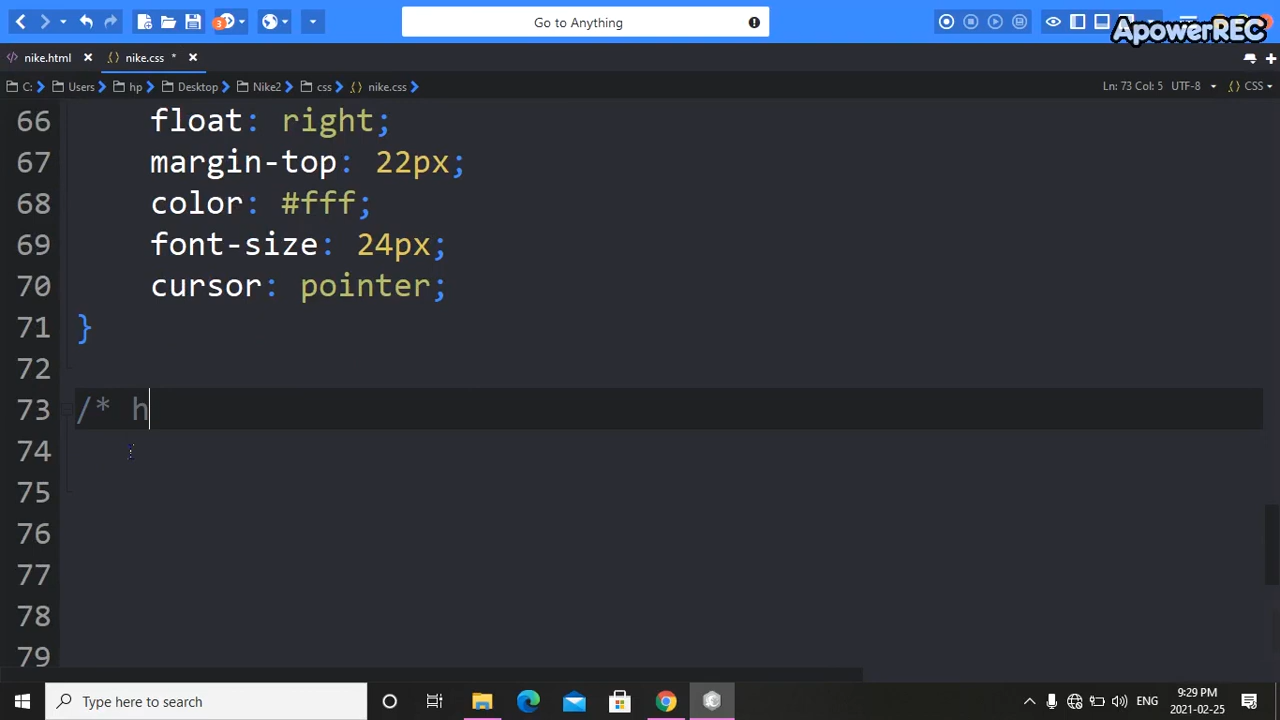 Go to Anything
3
ApowerREC
nike.html
nike.css *
C: Users hp Desktop Nike2 css nike.css
Ln: 73 Col: 5 UTF-8 CSS
66 float: right;
67 margin-top: 22px;
68 color: #fff;
69 font-size: 24px;
70 cursor: pointer;
71 }
72
73 /* h
74
75
76
77
78
79
Type here to search
ENG
9:29 PM
2021-02-25